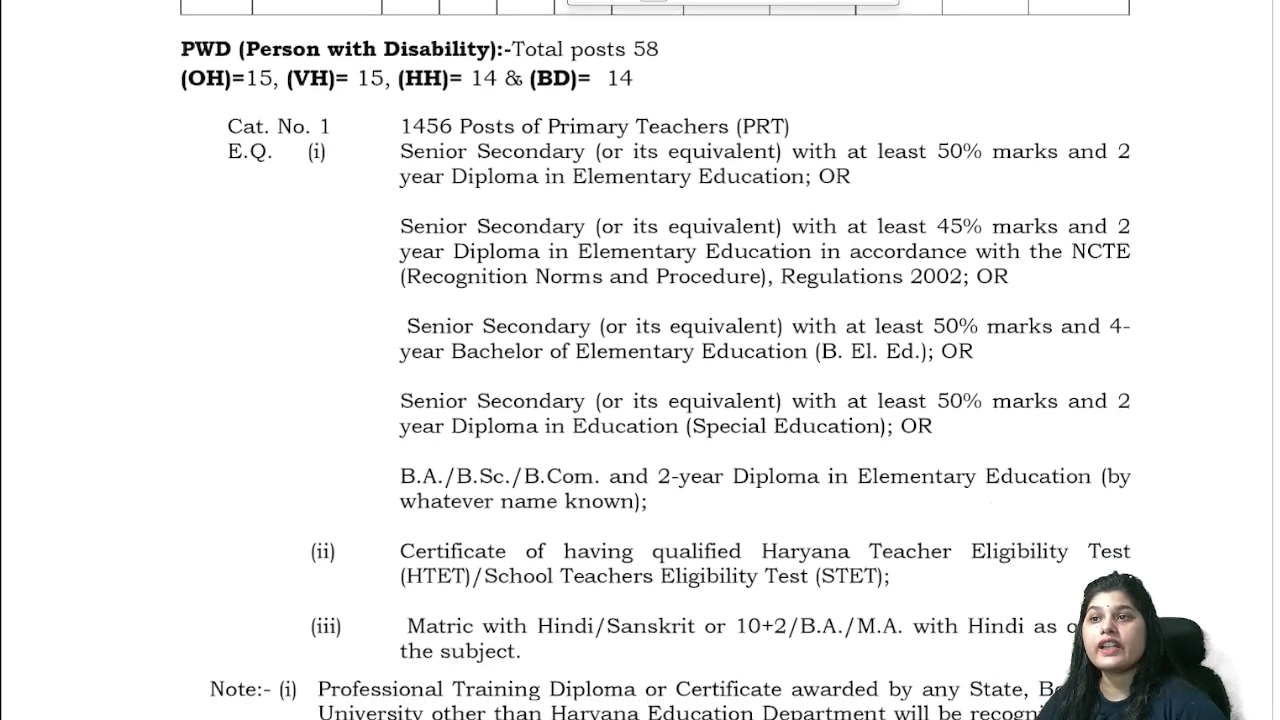 PWD (Person with Disability):-Total posts 58
(OH)=15, (VH)= 15, (HH)= 14 & (BD)= 14
Cat. No. 1 1456 Posts of Primary Teachers (PRT)
E.Q. (i) Senior Secondary (or its equivalent) with at least 50% marks and 2
year Diploma in Elementary Education; OR
Senior Secondary (or its equivalent) with at least 45% marks and 2
year Diploma in Elementary Education in accordance with the NCTE
(Recognition Norms and Procedure), Regulations 2002; OR
Senior Secondary (or its equivalent) with at least 50% marks and 4-
year Bachelor of Elementary Education (B. El. Ed.); OR
Senior Secondary (or its equivalent) with at least 50% marks and 2
year Diploma in Education (Special Education); OR
B.A./B.Sc./B.Com. and 2-year Diploma in Elementary Education (by
whatever name known);
(ii) Certificate of having qualified Haryana Teacher Eligibility Test
(HTET)/School Teachers Eligibility Test (STET);
(iii) Matric with Hindi/Sanskrit or 10+2/B.A./M.A. with Hindi as
the subject.
Note:- (i) Professional Training Diploma or Certificate awarded by any State,
University other than Haryana Education Department will be